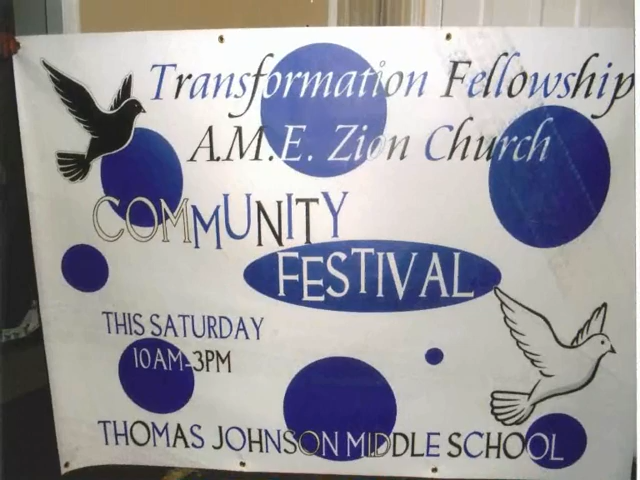 Transformation Fellowship
A.M.E. Zion Church
COMMUNITY
FESTIVAL
THIS SATURDAY
10AM-3PM
THOMAS JOHNSON MIDDLE SCHOOL